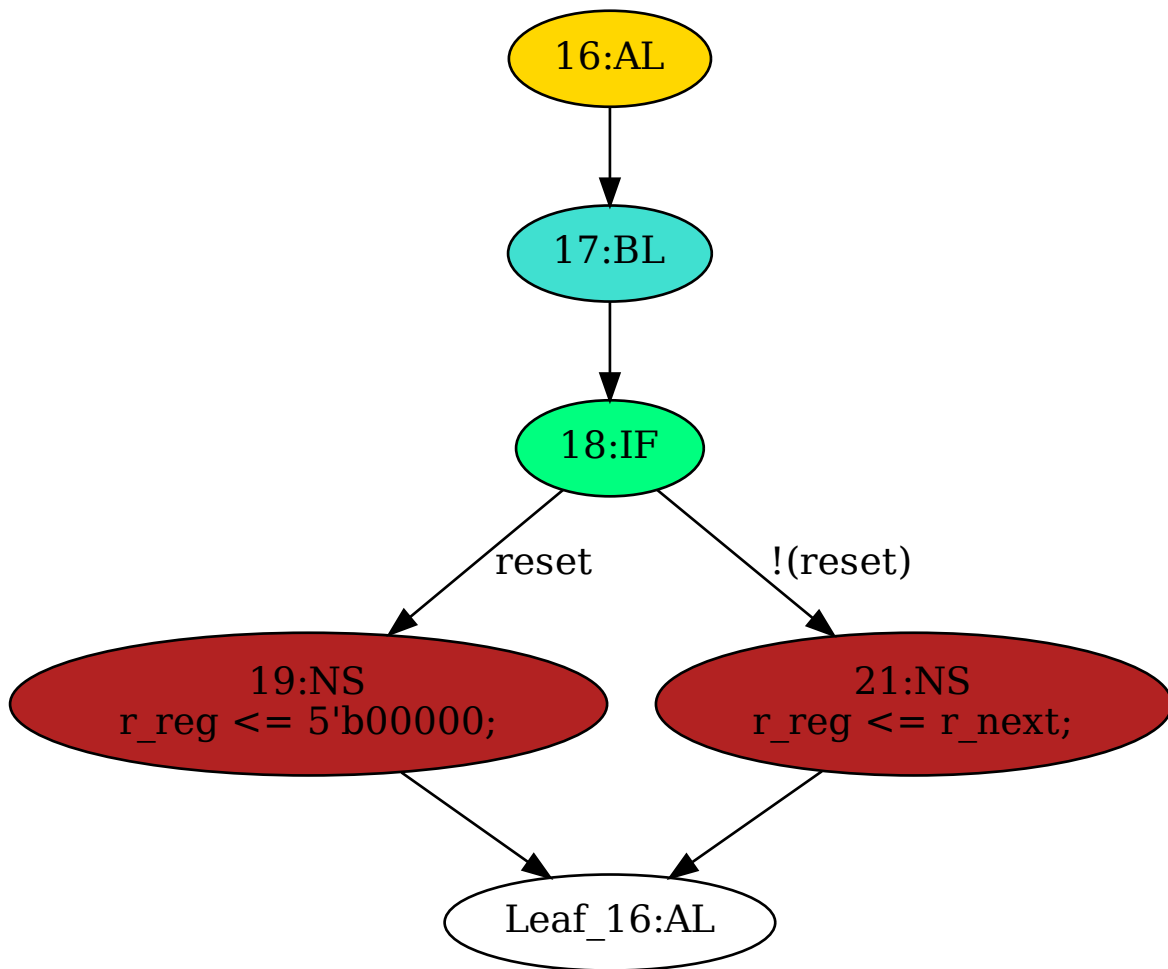 16:AL
17:BL
18:IF
reset
!(reset)
19:NS
r_reg <= 5'b00000;
21:NS
r_reg <= r_next;
Leaf_16:AL